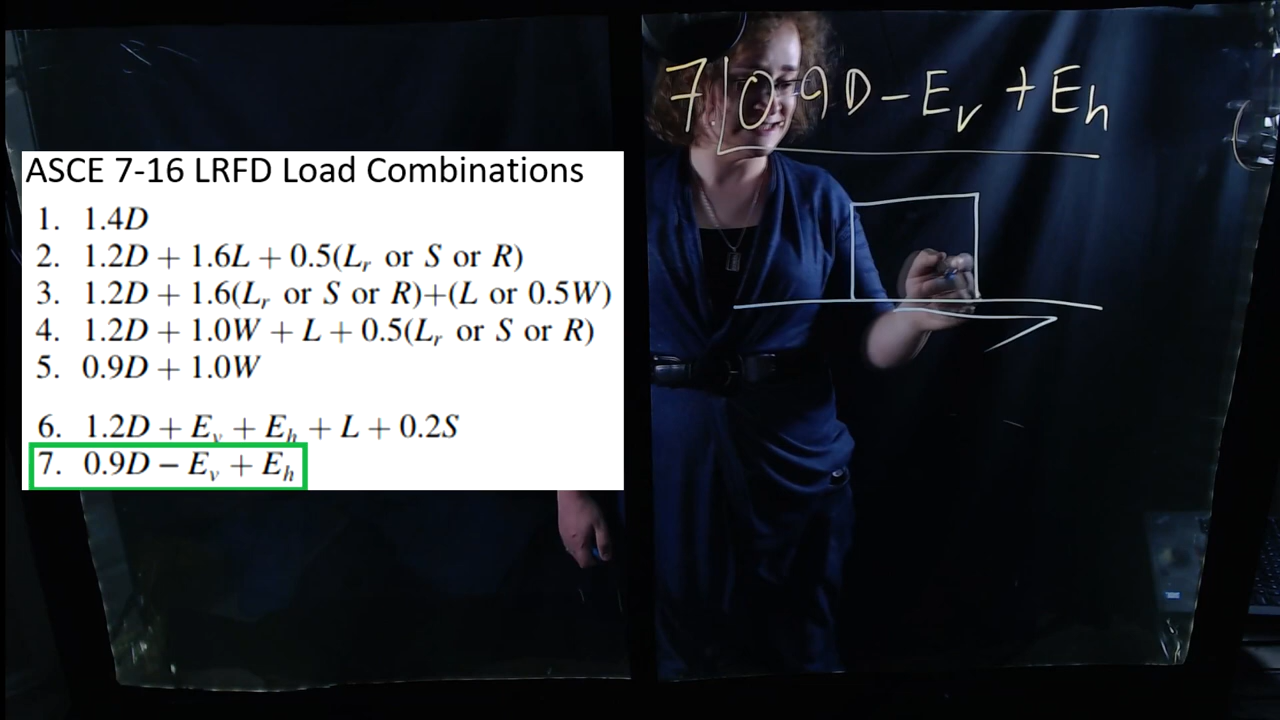 ASCE 7-16 LRFD Load Combinations
1. 1.4D
2. 1.2D + 1.6L + 0.5(Lr or S or R)
3. 1.2D + 1.6(Lr or S or R)+(L or 0.5W)
4. 1.2D + 1.0W + L + 0.5(Lr or S or R)
5. 0.9D + 1.0W
6. 1.2D + Ev + Eh + L + 0.2S
7. 0.9D − Ev + Eh
7. 0.9D − Ev + Eh